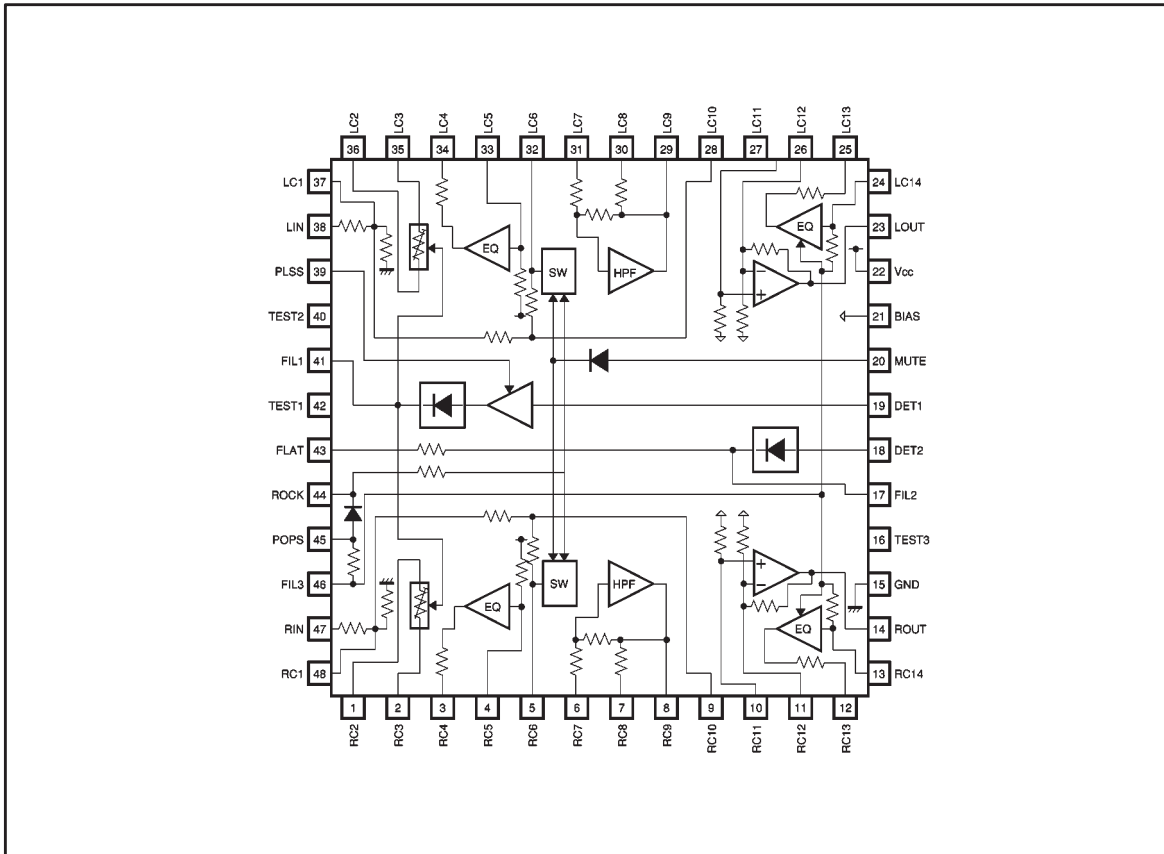 LC2 LC3 LC4 LC5 LC6 LC7 LC8 LC9 LC10 LC11 LC12 LC13
36 35 34 33 32 31 30 29 28 27 26 25
LC1 37
24 LC14
LIN 38
23 LOUT
EQ
EQ
PLSS 39
SW
HPF
22 Vcc
−
+
TEST2 40
21 BIAS
FIL1 41
20 MUTE
TEST1 42
19 DET1
FLAT 43
18 DET2
ROCK 44
17 FIL2
POPS 45
16 TEST3
FIL3 46
SW
HPF
+
−
15 GND
RIN 47
EQ
EQ
14 ROUT
RC1 48
13 RC14
1 2 3 4 5 6 7 8 9 10 11 12
RC2 RC3 RC4 RC5 RC6 RC7 RC8 RC9 RC10 RC11 RC12 RC13